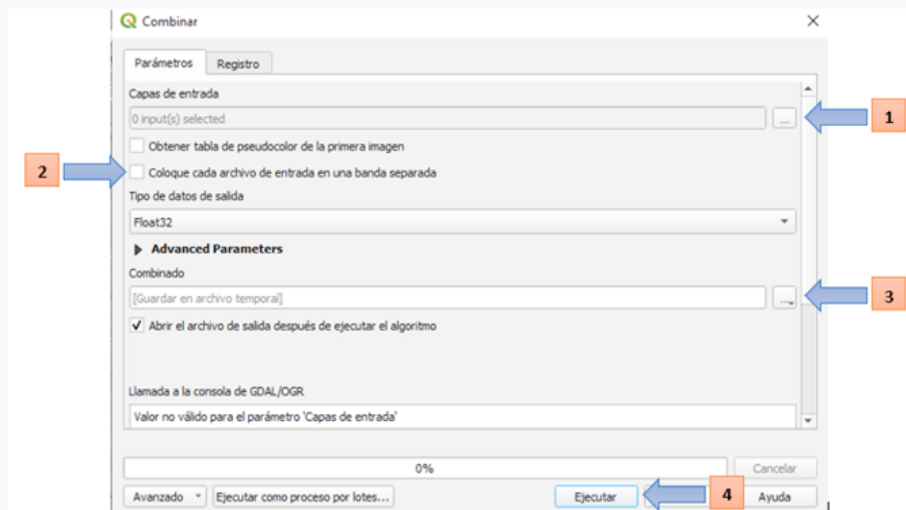 Combinar
Parámetros Registro
Capas de entrada
0 input(s) selected ... 1
Obtener tabla de pseudocolor de la primera imagen
2 Coloque cada archivo de entrada en una banda separada
Tipo de datos de salida
Float32
Advanced Parameters
Combinado
[Guardar en archivo temporal] ... 3
Abrir el archivo de salida después de ejecutar el algoritmo
Llamada a la consola de GDAL/OGR
Valor no válido para el parámetro 'Capas de entrada'
0% Cancelar
Avanzado Ejecutar como proceso por lotes... Ejecutar 4 Ayuda